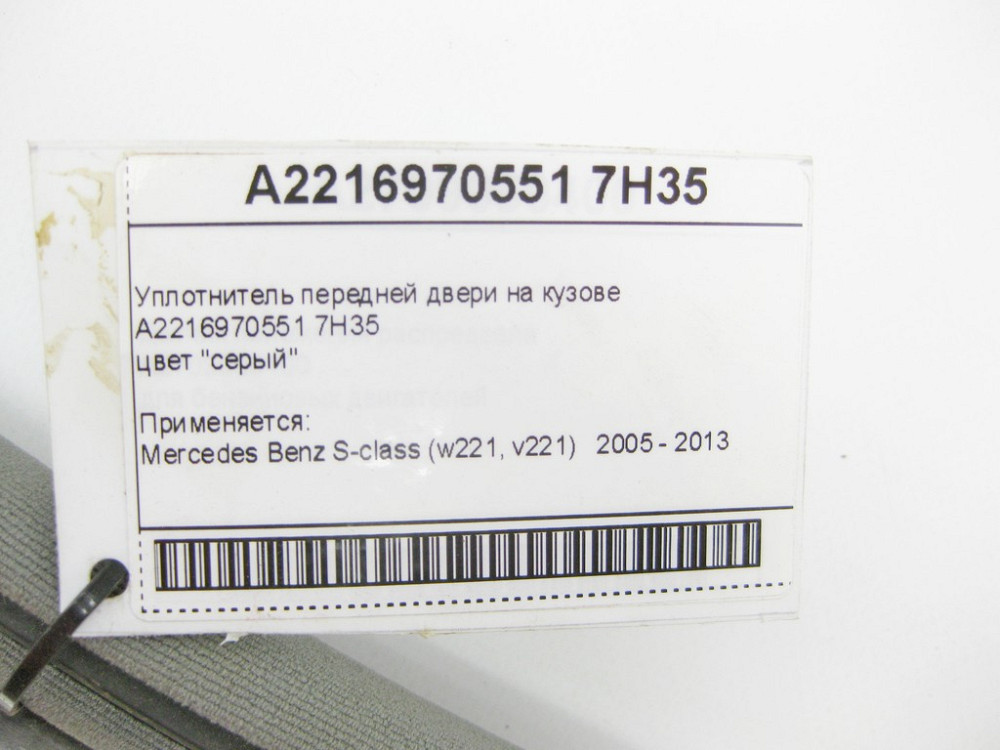 A2216970551 7H35
Уплотнитель передней двери на кузове
A2216970551 7H35
цвет "серый"
Применяется:
Mercedes Benz S-class (w221, v221) 2005 - 2013